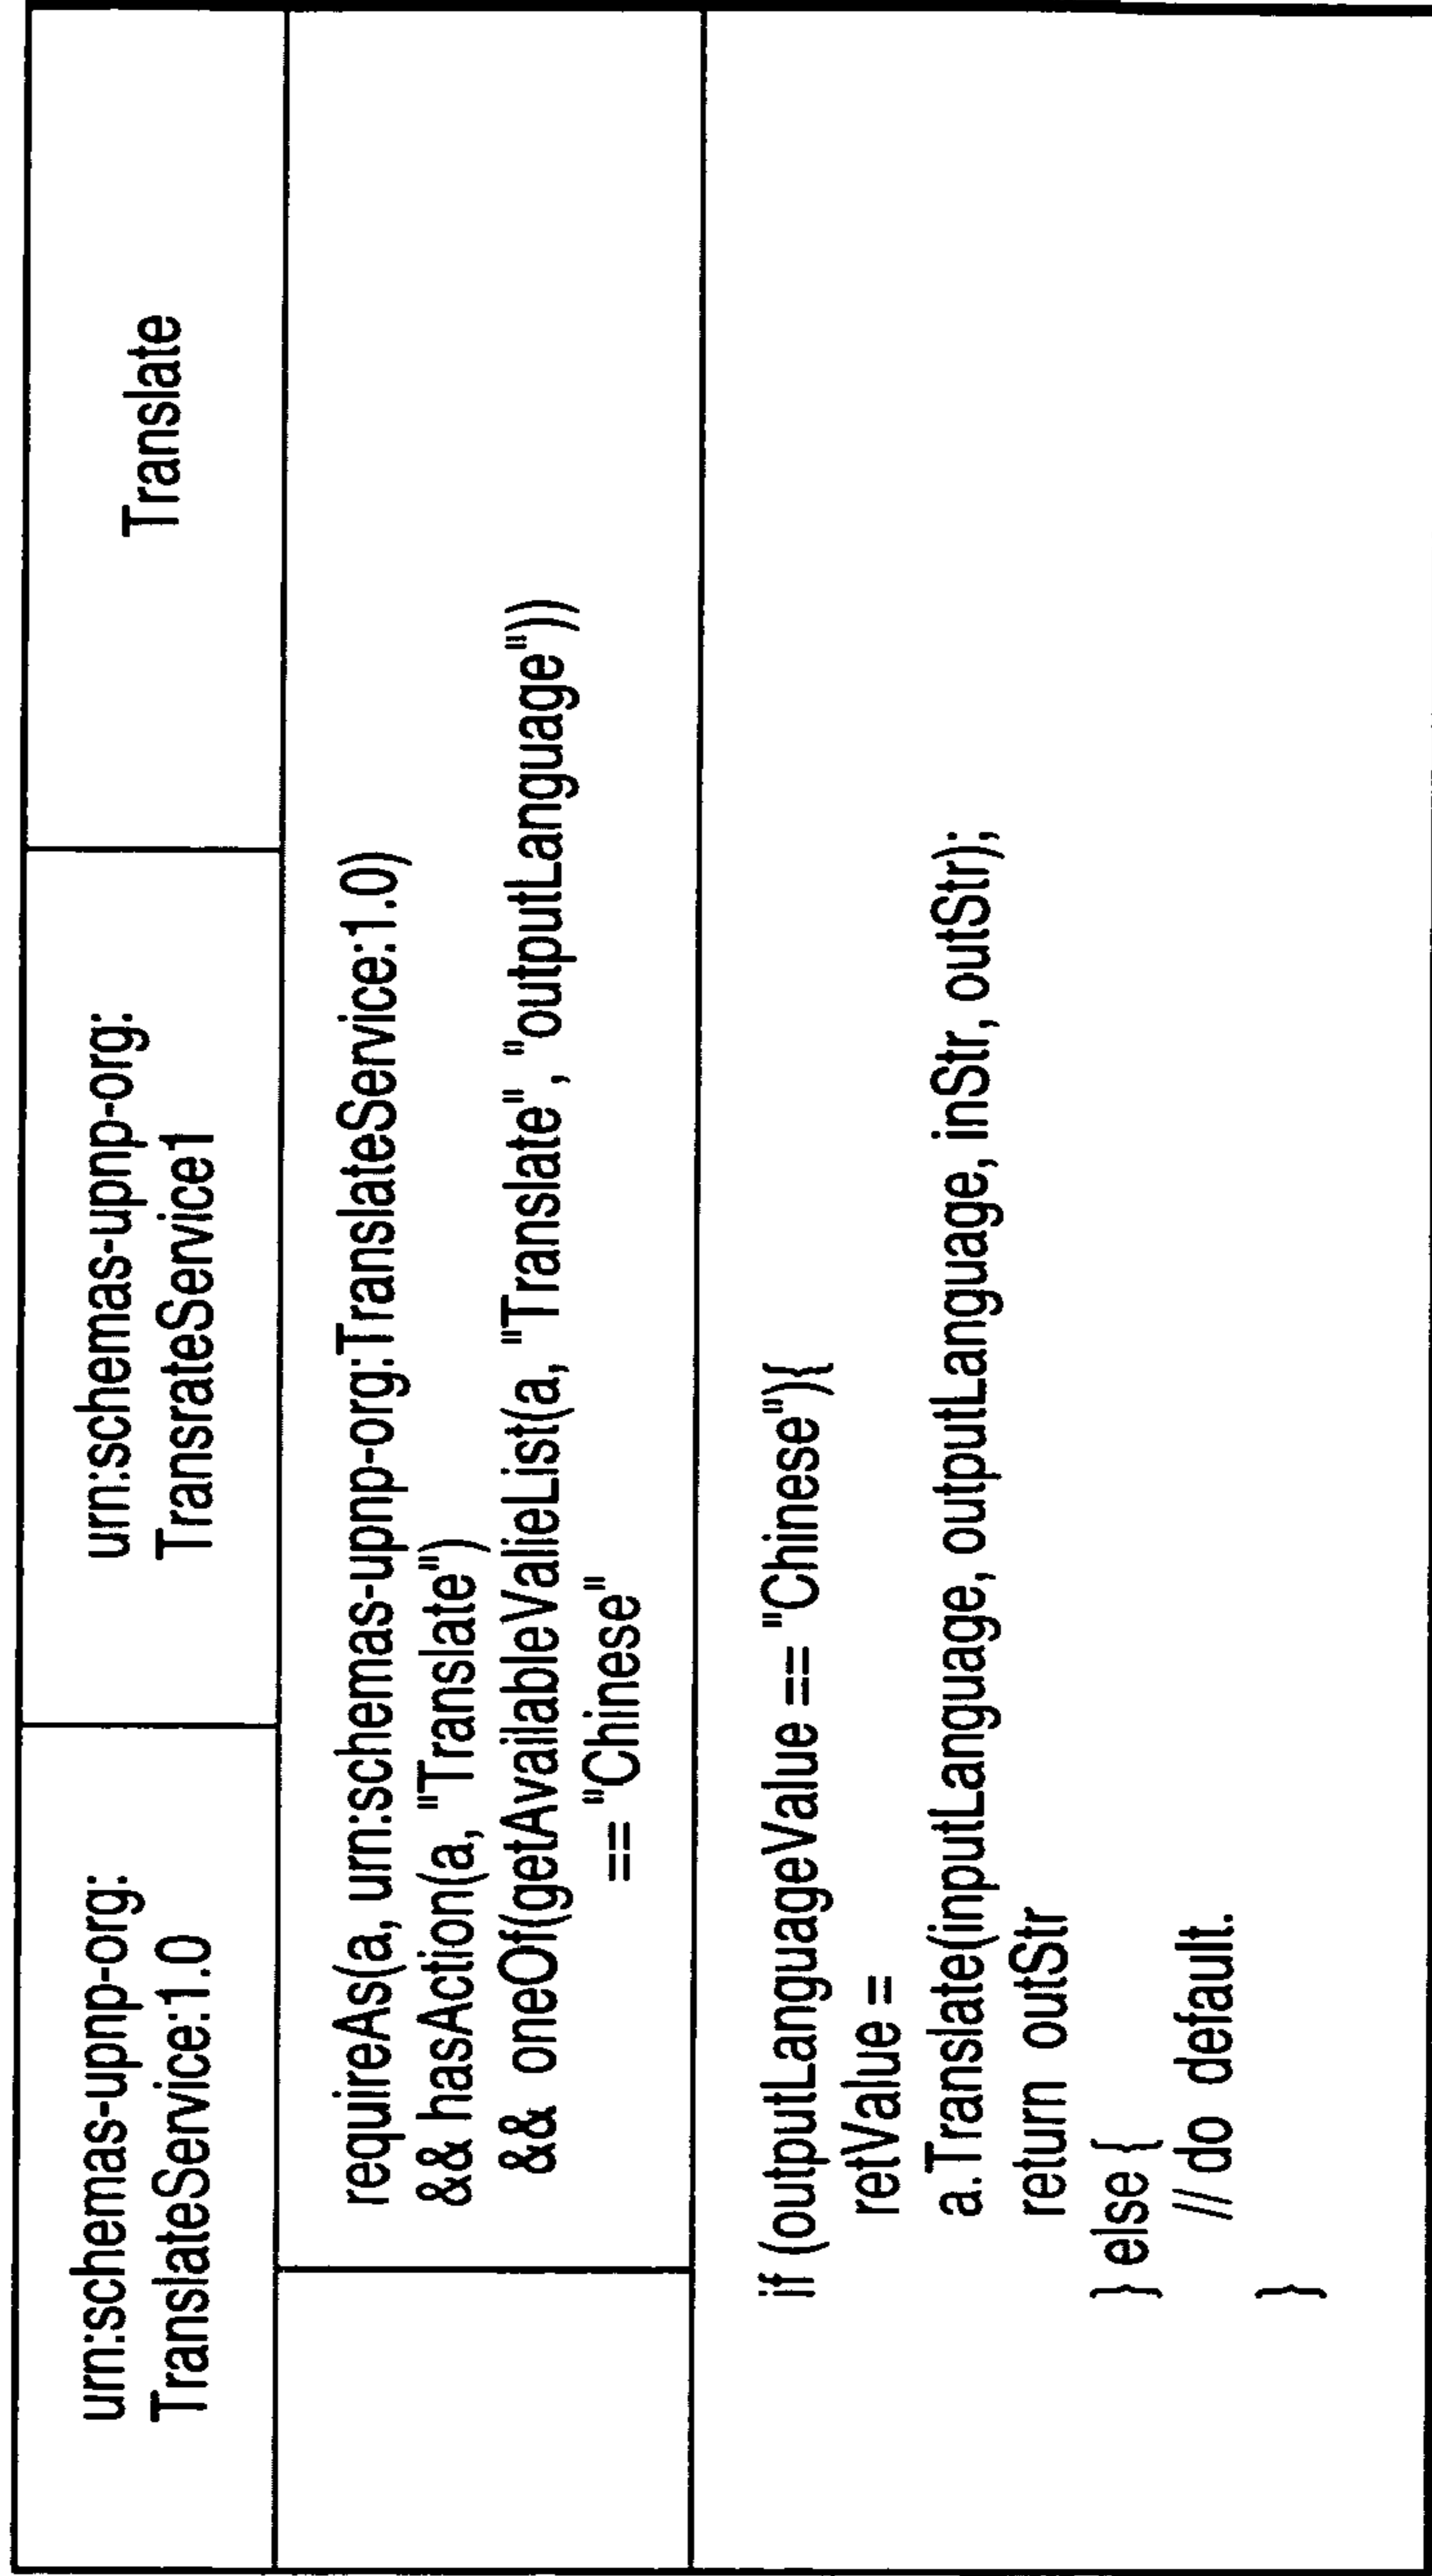 urn:schemas-upnp-org:
TranslateService:1.0
urn:schemas-upnp-org:
TransrateService1
Translate
requireAs(a, urn:schemas-upnp-org:TranslateService:1.0)
&& hasAction(a, "Translate")
&& oneOf(getAvailableValieList(a, "Translate", "outputLanguage"))
== "Chinese"
if (outputLanguageValue == "Chinese"){
retValue =
a.Translate(inputLanguage, outputLanguage, inStr, outStr);
return outStr
} else {
// do default.
}